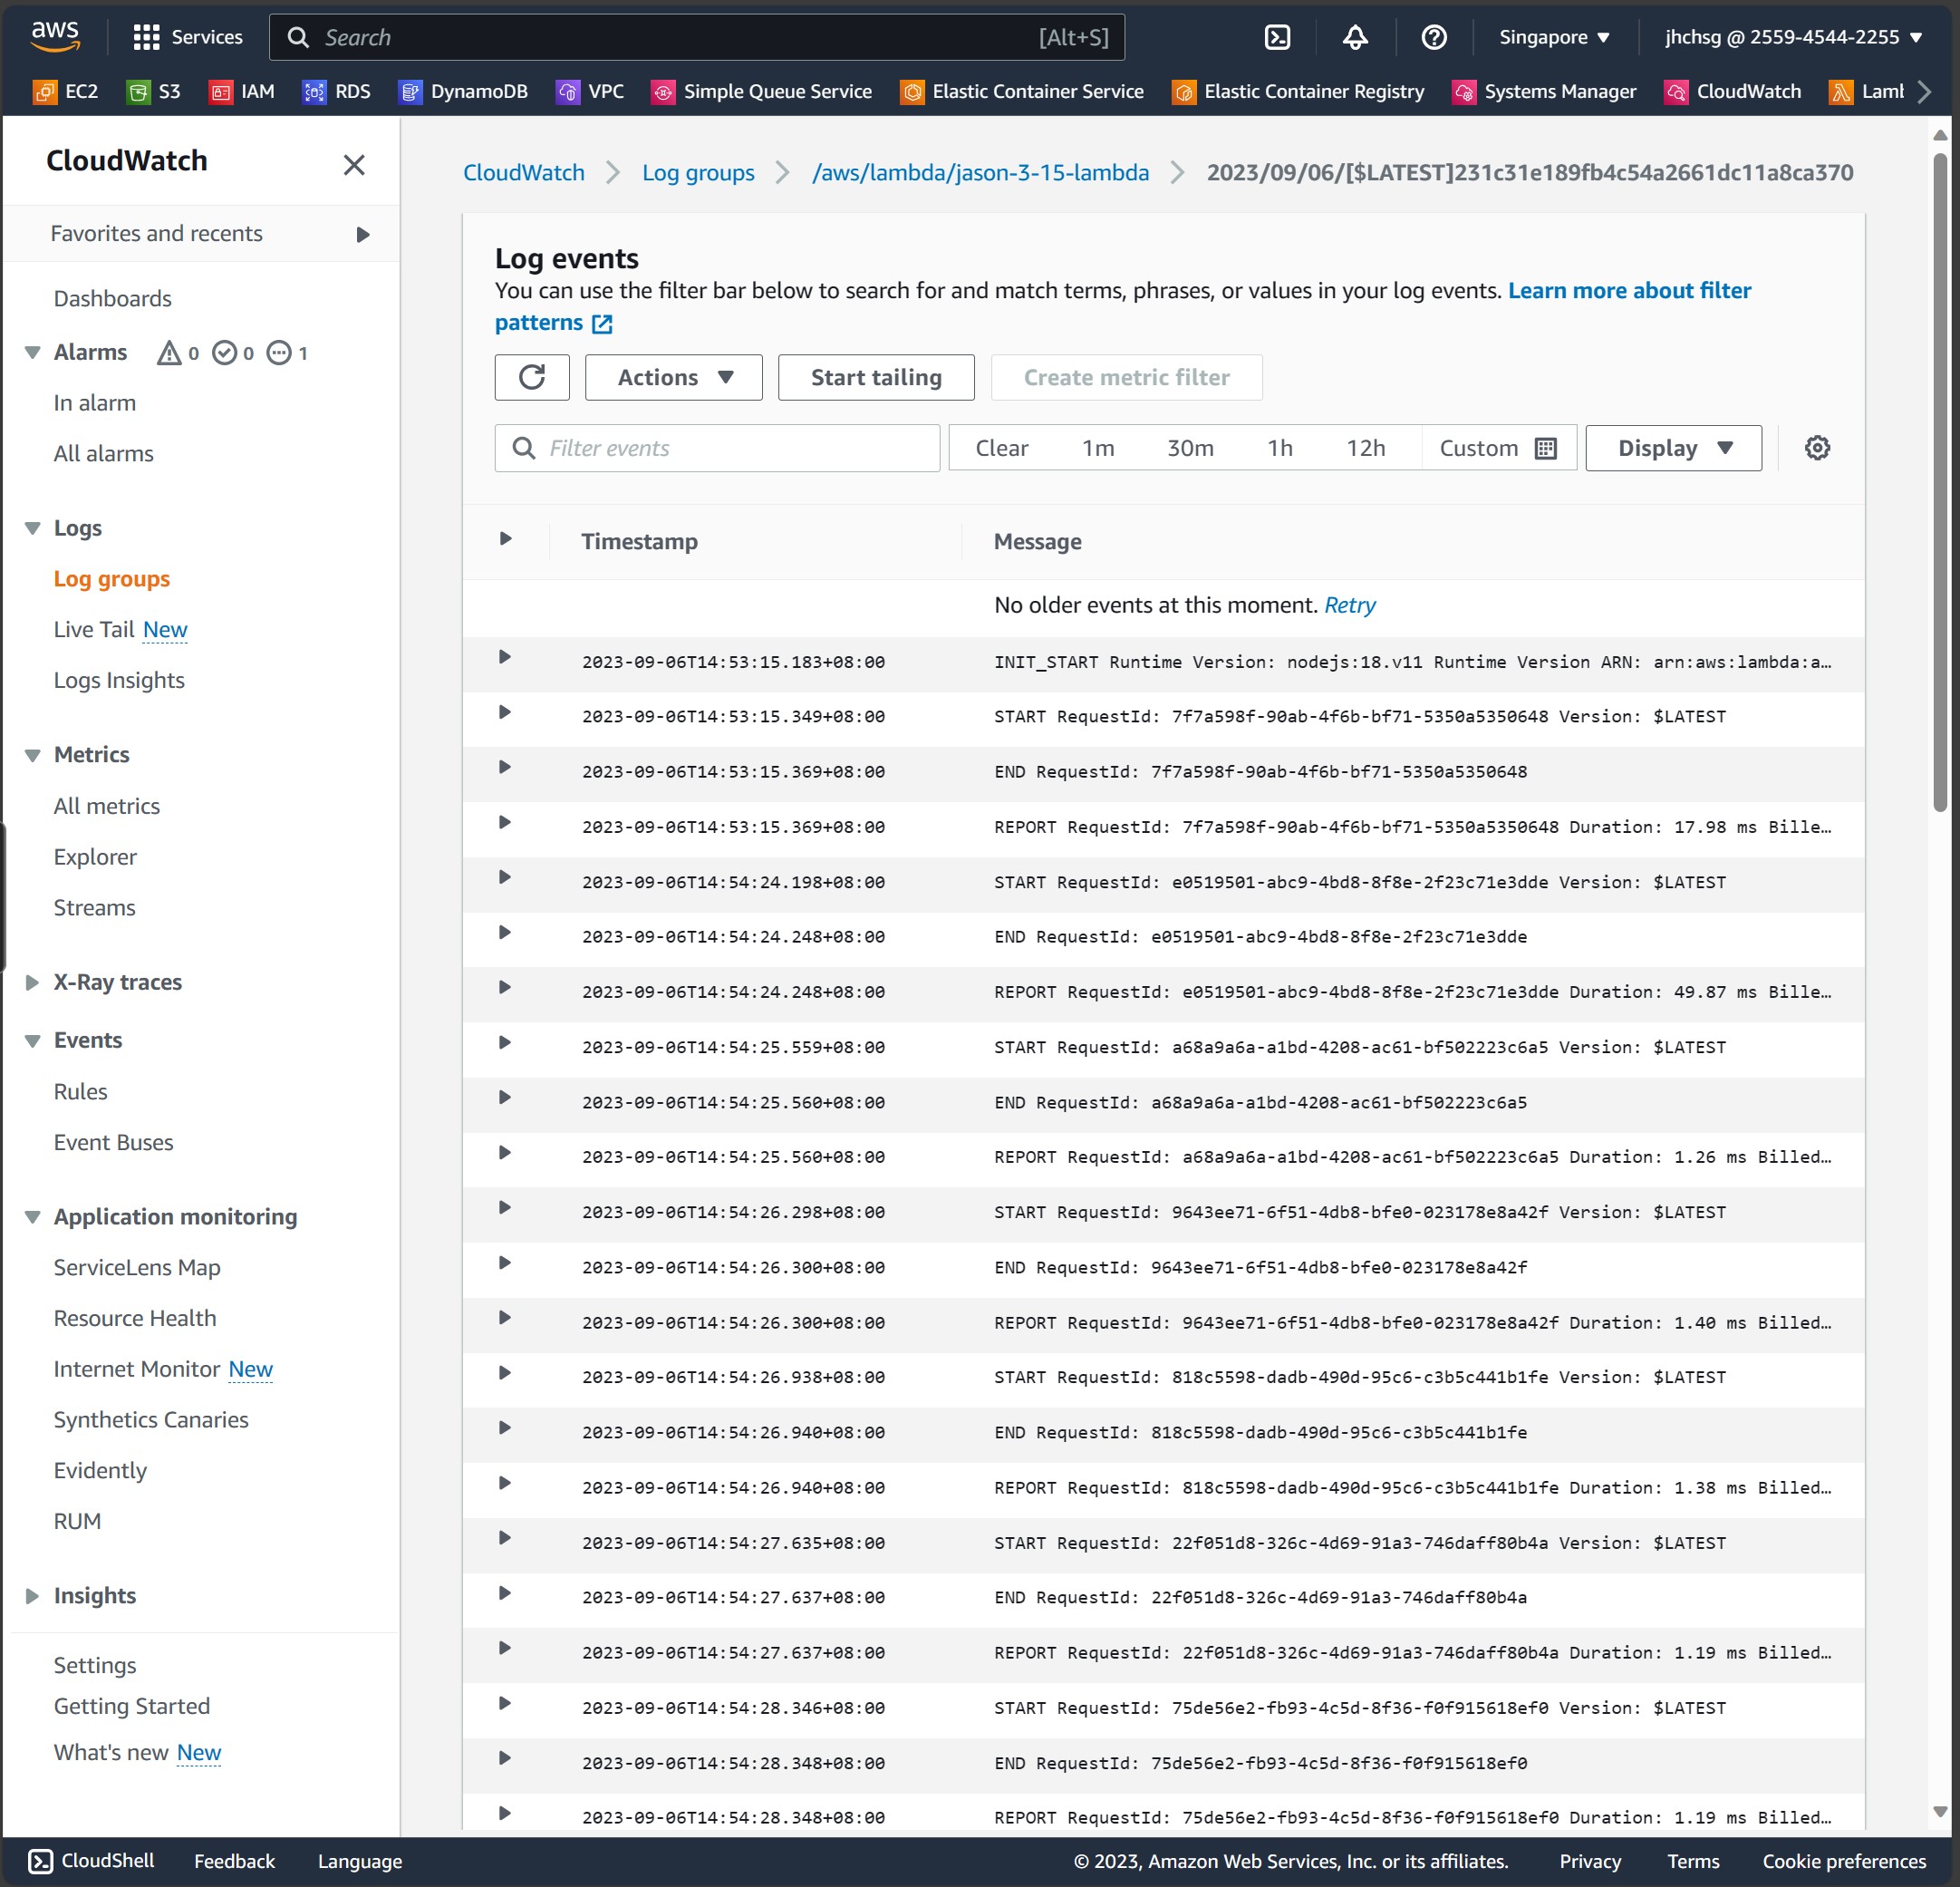 aws
Services
Search [Alt+S]
Singapore
jhchsg @ 2559-4544-2255
EC2 S3 IAM RDS DynamoDB VPC Simple Queue Service Elastic Container Service Elastic Container Registry Systems Manager CloudWatch
CloudWatch
Favorites and recents
Dashboards
Alarms 0 0 1
In alarm
All alarms
Logs
Log groups
Live Tail New
Logs Insights
Metrics
All metrics
Explorer
Streams
X-Ray traces
Events
Rules
Event Buses
Application monitoring
ServiceLens Map
Resource Health
Internet Monitor New
Synthetics Canaries
Evidently
RUM
Insights
Settings
Getting Started
What's new New
CloudWatch Log groups /aws/lambda/jason-3-15-lambda 2023/09/06/[$LATEST]231c31e189fb4c54a2661dc11a8ca370
Log events
You can use the filter bar below to search for and match terms, phrases, or values in your log events. Learn more about filter
patterns
Actions Start tailing Create metric filter
Filter events Clear 1m 30m 1h 12h Custom Display
Timestamp Message
No older events at this moment. Retry
2023-09-06T14:53:15.183+08:00 INIT_START Runtime Version: nodejs:18.v11 Runtime Version ARN: arn:aws:lambda:a…
2023-09-06T14:53:15.349+08:00 START RequestId: 7f7a598f-90ab-4f6b-bf71-5350a5350648 Version: $LATEST
2023-09-06T14:53:15.369+08:00 END RequestId: 7f7a598f-90ab-4f6b-bf71-5350a5350648
2023-09-06T14:53:15.369+08:00 REPORT RequestId: 7f7a598f-90ab-4f6b-bf71-5350a5350648 Duration: 17.98 ms Bille…
2023-09-06T14:54:24.198+08:00 START RequestId: e0519501-abc9-4bd8-8f8e-2f23c71e3dde Version: $LATEST
2023-09-06T14:54:24.248+08:00 END RequestId: e0519501-abc9-4bd8-8f8e-2f23c71e3dde
2023-09-06T14:54:24.248+08:00 REPORT RequestId: e0519501-abc9-4bd8-8f8e-2f23c71e3dde Duration: 49.87 ms Bille…
2023-09-06T14:54:25.559+08:00 START RequestId: a68a9a6a-a1bd-4208-ac61-bf502223c6a5 Version: $LATEST
2023-09-06T14:54:25.560+08:00 END RequestId: a68a9a6a-a1bd-4208-ac61-bf502223c6a5
2023-09-06T14:54:25.560+08:00 REPORT RequestId: a68a9a6a-a1bd-4208-ac61-bf502223c6a5 Duration: 1.26 ms Billed…
2023-09-06T14:54:26.298+08:00 START RequestId: 9643ee71-6f51-4db8-bfe0-023178e8a42f Version: $LATEST
2023-09-06T14:54:26.300+08:00 END RequestId: 9643ee71-6f51-4db8-bfe0-023178e8a42f
2023-09-06T14:54:26.300+08:00 REPORT RequestId: 9643ee71-6f51-4db8-bfe0-023178e8a42f Duration: 1.40 ms Billed…
2023-09-06T14:54:26.938+08:00 START RequestId: 818c5598-dadb-490d-95c6-c3b5c441b1fe Version: $LATEST
2023-09-06T14:54:26.940+08:00 END RequestId: 818c5598-dadb-490d-95c6-c3b5c441b1fe
2023-09-06T14:54:26.940+08:00 REPORT RequestId: 818c5598-dadb-490d-95c6-c3b5c441b1fe Duration: 1.38 ms Billed…
2023-09-06T14:54:27.635+08:00 START RequestId: 22f051d8-326c-4d69-91a3-746daff80b4a Version: $LATEST
2023-09-06T14:54:27.637+08:00 END RequestId: 22f051d8-326c-4d69-91a3-746daff80b4a
2023-09-06T14:54:27.637+08:00 REPORT RequestId: 22f051d8-326c-4d69-91a3-746daff80b4a Duration: 1.19 ms Billed…
2023-09-06T14:54:28.346+08:00 START RequestId: 75de56e2-fb93-4c5d-8f36-f0f915618ef0 Version: $LATEST
2023-09-06T14:54:28.348+08:00 END RequestId: 75de56e2-fb93-4c5d-8f36-f0f915618ef0
2023-09-06T14:54:28.348+08:00 REPORT RequestId: 75de56e2-fb93-4c5d-8f36-f0f915618ef0 Duration: 1.19 ms Billed…
CloudShell Feedback Language © 2023, Amazon Web Services, Inc. or its affiliates. Privacy Terms Cookie preferences